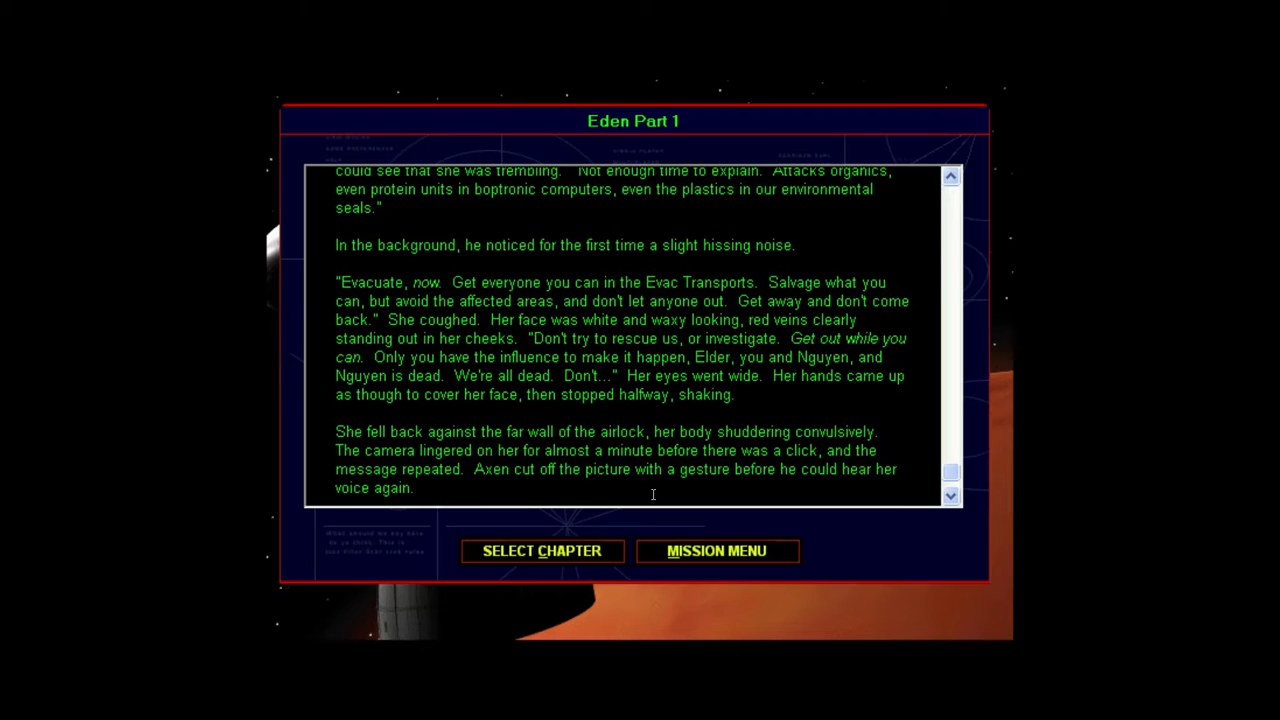 Eden Part 1
could see that she was trembling.  "Not enough time to explain.  Attacks organics,
even protein units in boptronic computers, even the plastics in our environmental
seals."
In the background, he noticed for the first time a slight hissing noise.
"Evacuate, now.  Get everyone you can in the Evac Transports.  Salvage what you
can, but avoid the affected areas, and don't let anyone out.  Get away and don't come
back."  She coughed.  Her face was white and waxy looking, red veins clearly
standing out in her cheeks.  "Don't try to rescue us, or investigate.  Get out while you
can.  Only you have the influence to make it happen, Elder, you and Nguyen, and
Nguyen is dead.  We're all dead.  Don't..."  Her eyes went wide.  Her hands came up
as though to cover her face, then stopped halfway, shaking.
She fell back against the far wall of the airlock, her body shuddering convulsively.
The camera lingered on her for almost a minute before there was a click, and the
message repeated.  Axen cut off the picture with a gesture before he could hear her
voice again.
SELECT CHAPTER
MISSION MENU